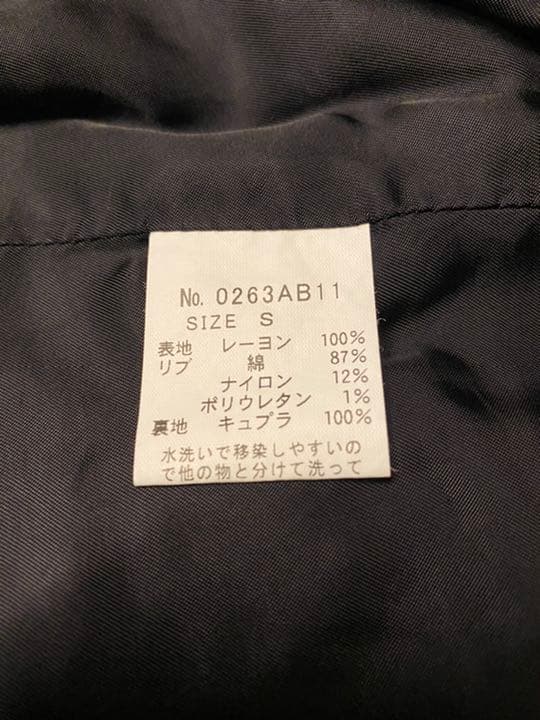 No. 0263AB11
SIZE S
表地 レーヨン 100%
リブ 綿 87%
ナイロン 12%
ポリウレタン 1%
裏地 キュプラ 100%
水洗いで移染しやすいの
で他の物と分けて洗って